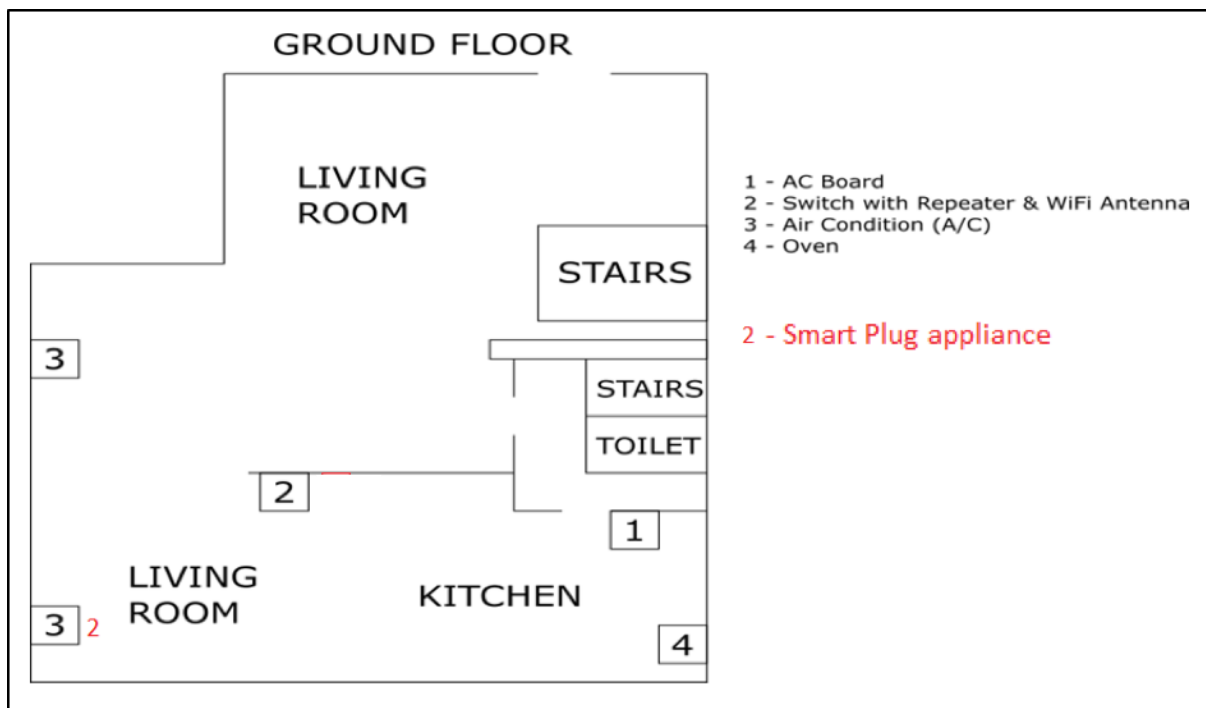 GROUND FLOOR
LIVING
ROOM
1 - AC Board
2 - Switch with Repeater & WiFi Antenna
3 - Air Condition (A/C)
4 - Oven
STAIRS
2 - Smart Plug appliance
3
STAIRS
TOILET
2
1
LIVING
ROOM
KITCHEN
3 2
4